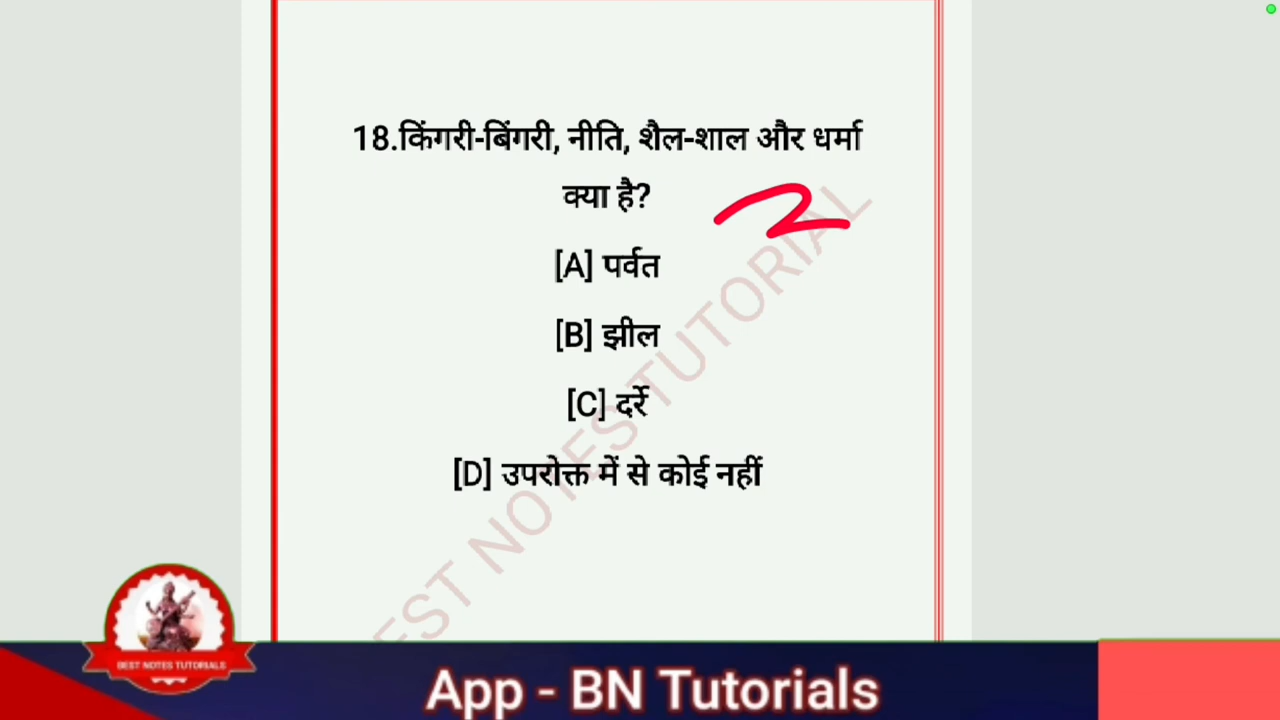 18.किंगरी-बिंगरी, नीति, शैल-शाल और धर्मा
क्या है?
[A] पर्वत
[B] झील
[C] दर्रे
[D] उपरोक्त में से कोई नहीं
EST NOTES TUTORIAL
BEST NOTES TUTORIALS
App - BN Tutorials